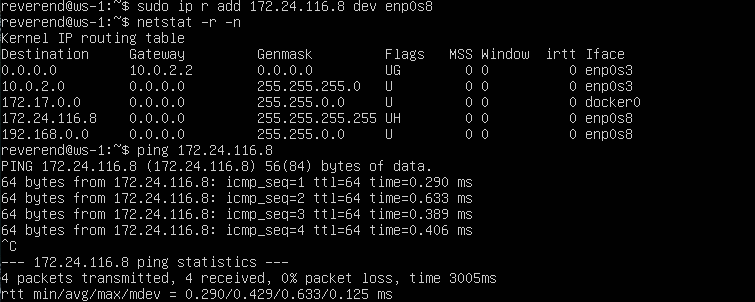 reverend@ws-1:~$ sudo ip r add 172.24.116.8 dev enp0s8
reverend@ws-1:~$ netstat -r -n
Kernel IP routing table
Destination     Gateway         Genmask         Flags   MSS Window  irtt Iface
0.0.0.0         10.0.2.2        0.0.0.0         UG        0 0          0 enp0s3
10.0.2.0        0.0.0.0         255.255.255.0   U         0 0          0 enp0s3
172.17.0.0      0.0.0.0         255.255.0.0     U         0 0          0 docker0
172.24.116.8    0.0.0.0         255.255.255.255 UH        0 0          0 enp0s8
192.168.0.0     0.0.0.0         255.255.0.0     U         0 0          0 enp0s8
reverend@ws-1:~$ ping 172.24.116.8
PING 172.24.116.8 (172.24.116.8) 56(84) bytes of data.
64 bytes from 172.24.116.8: icmp_seq=1 ttl=64 time=0.290 ms
64 bytes from 172.24.116.8: icmp_seq=2 ttl=64 time=0.633 ms
64 bytes from 172.24.116.8: icmp_seq=3 ttl=64 time=0.389 ms
64 bytes from 172.24.116.8: icmp_seq=4 ttl=64 time=0.406 ms
^C
--- 172.24.116.8 ping statistics ---
4 packets transmitted, 4 received, 0% packet loss, time 3005ms
rtt min/avg/max/mdev = 0.290/0.429/0.633/0.125 ms